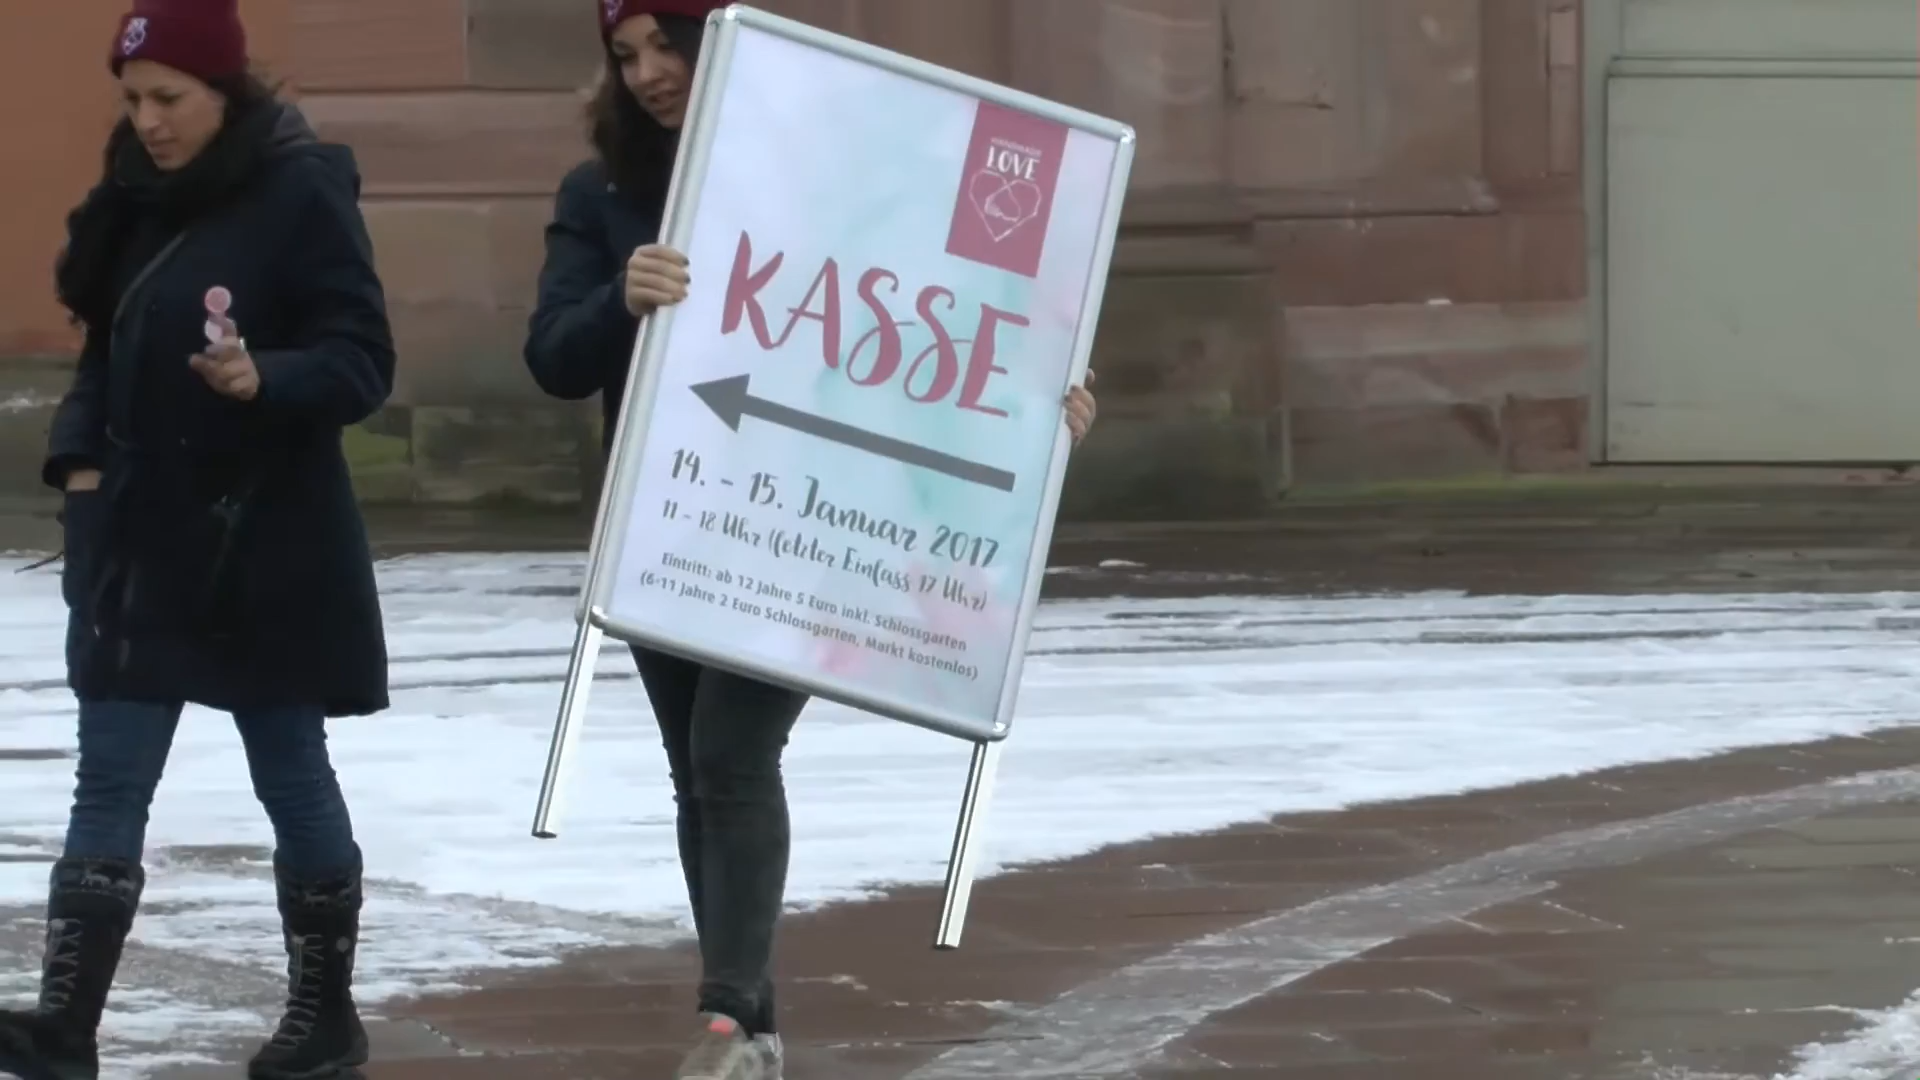 HANDMADE
LOVE
KASSE
14. - 15. Januar 2017
11 - 18 Uhr (letzter Einlass 17 Uhr)
Eintritt: ab 12 Jahre 5 Euro inkl. Schlossgarten
(6-11 Jahre 2 Euro Schlossgarten, Markt kostenlos)